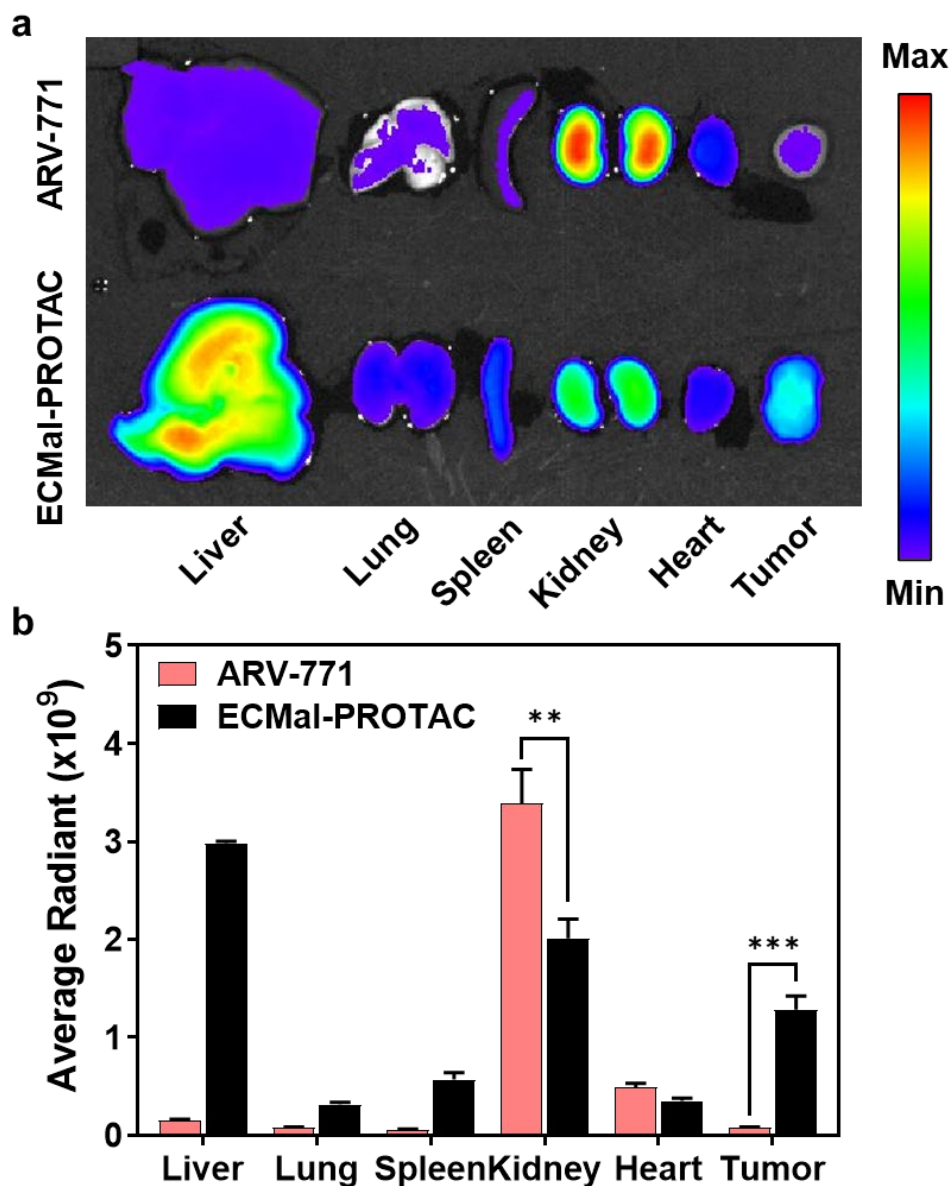 a
ARV-771
ECMal-PROTAC
Max
Min
Liver
Lung
Spleen
Kidney
Heart
Tumor
b
Average Radiant (x10⁹)
5
4
3
2
1
0
ARV-771
ECMal-PROTAC
**
***
Liver Lung Spleen Kidney Heart Tumor